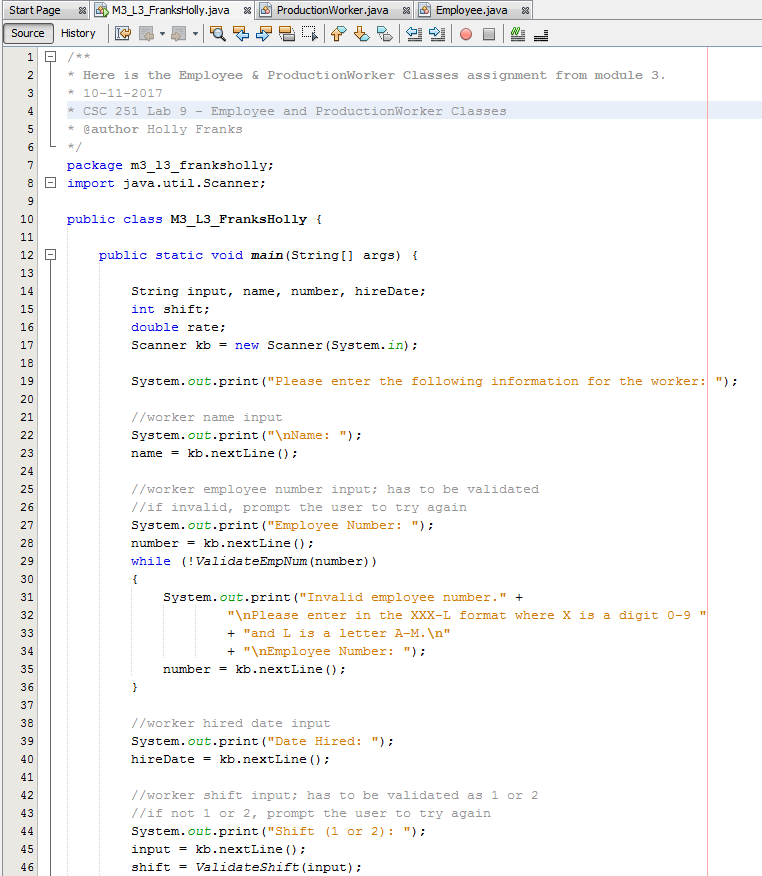 Start Page M3_L3_FranksHolly.java ProductionWorker.java Employee.java
Source History
1 /**
2 * Here is the Employee & ProductionWorker Classes assignment from module 3.
3 * 10-11-2017
4 * CSC 251 Lab 9 - Employee and ProductionWorker Classes
5 * @author Holly Franks
6 */
7 package m3_l3_franksholly;
8 import java.util.Scanner;
9
10 public class M3_L3_FranksHolly {
11
12 public static void main(String[] args) {
13
14 String input, name, number, hireDate;
15 int shift;
16 double rate;
17 Scanner kb = new Scanner(System.in);
18
19 System.out.print("Please enter the following information for the worker: ");
20
21 //worker name input
22 System.out.print("\nName: ");
23 name = kb.nextLine();
24
25 //worker employee number input; has to be validated
26 //if invalid, prompt the user to try again
27 System.out.print("Employee Number: ");
28 number = kb.nextLine();
29 while (!ValidateEmpNum(number))
30 {
31 System.out.print("Invalid employee number." +
32 "\nPlease enter in the XXX-L format where X is a digit 0-9 "
33 + "and L is a letter A-M.\n"
34 + "\nEmployee Number: ");
35 number = kb.nextLine();
36 }
37
38 //worker hired date input
39 System.out.print("Date Hired: ");
40 hireDate = kb.nextLine();
41
42 //worker shift input; has to be validated as 1 or 2
43 //if not 1 or 2, prompt the user to try again
44 System.out.print("Shift (1 or 2): ");
45 input = kb.nextLine();
46 shift = ValidateShift(input);